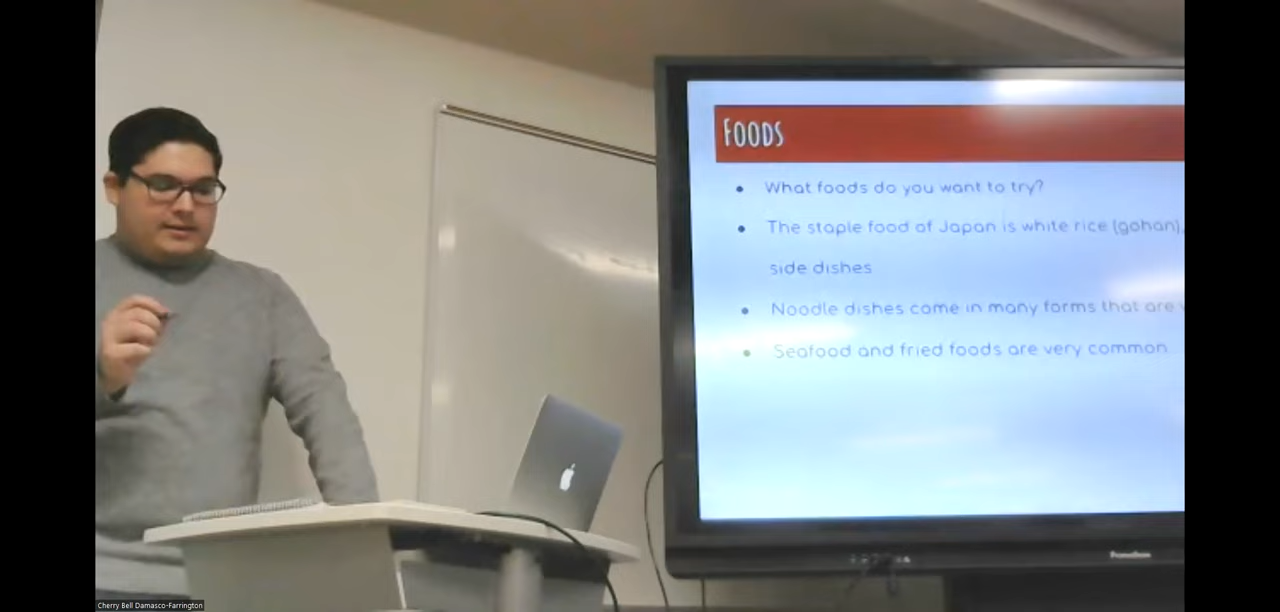 FOODS
What foods do you want to try?
The staple food of Japan is white rice (gohan),
side dishes
Noodle dishes come in many forms that are
Seafood and fried foods are very common
Promethean
Cherry Bell Damasco-Farrington